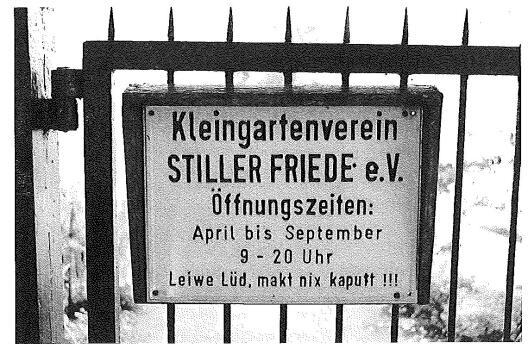 Kleingartenverein
STILLER FRIEDE e.V.
Öffnungszeiten:
April bis September
9 - 20 Uhr
Leiwe Lüd, makt nix kaputt !!!